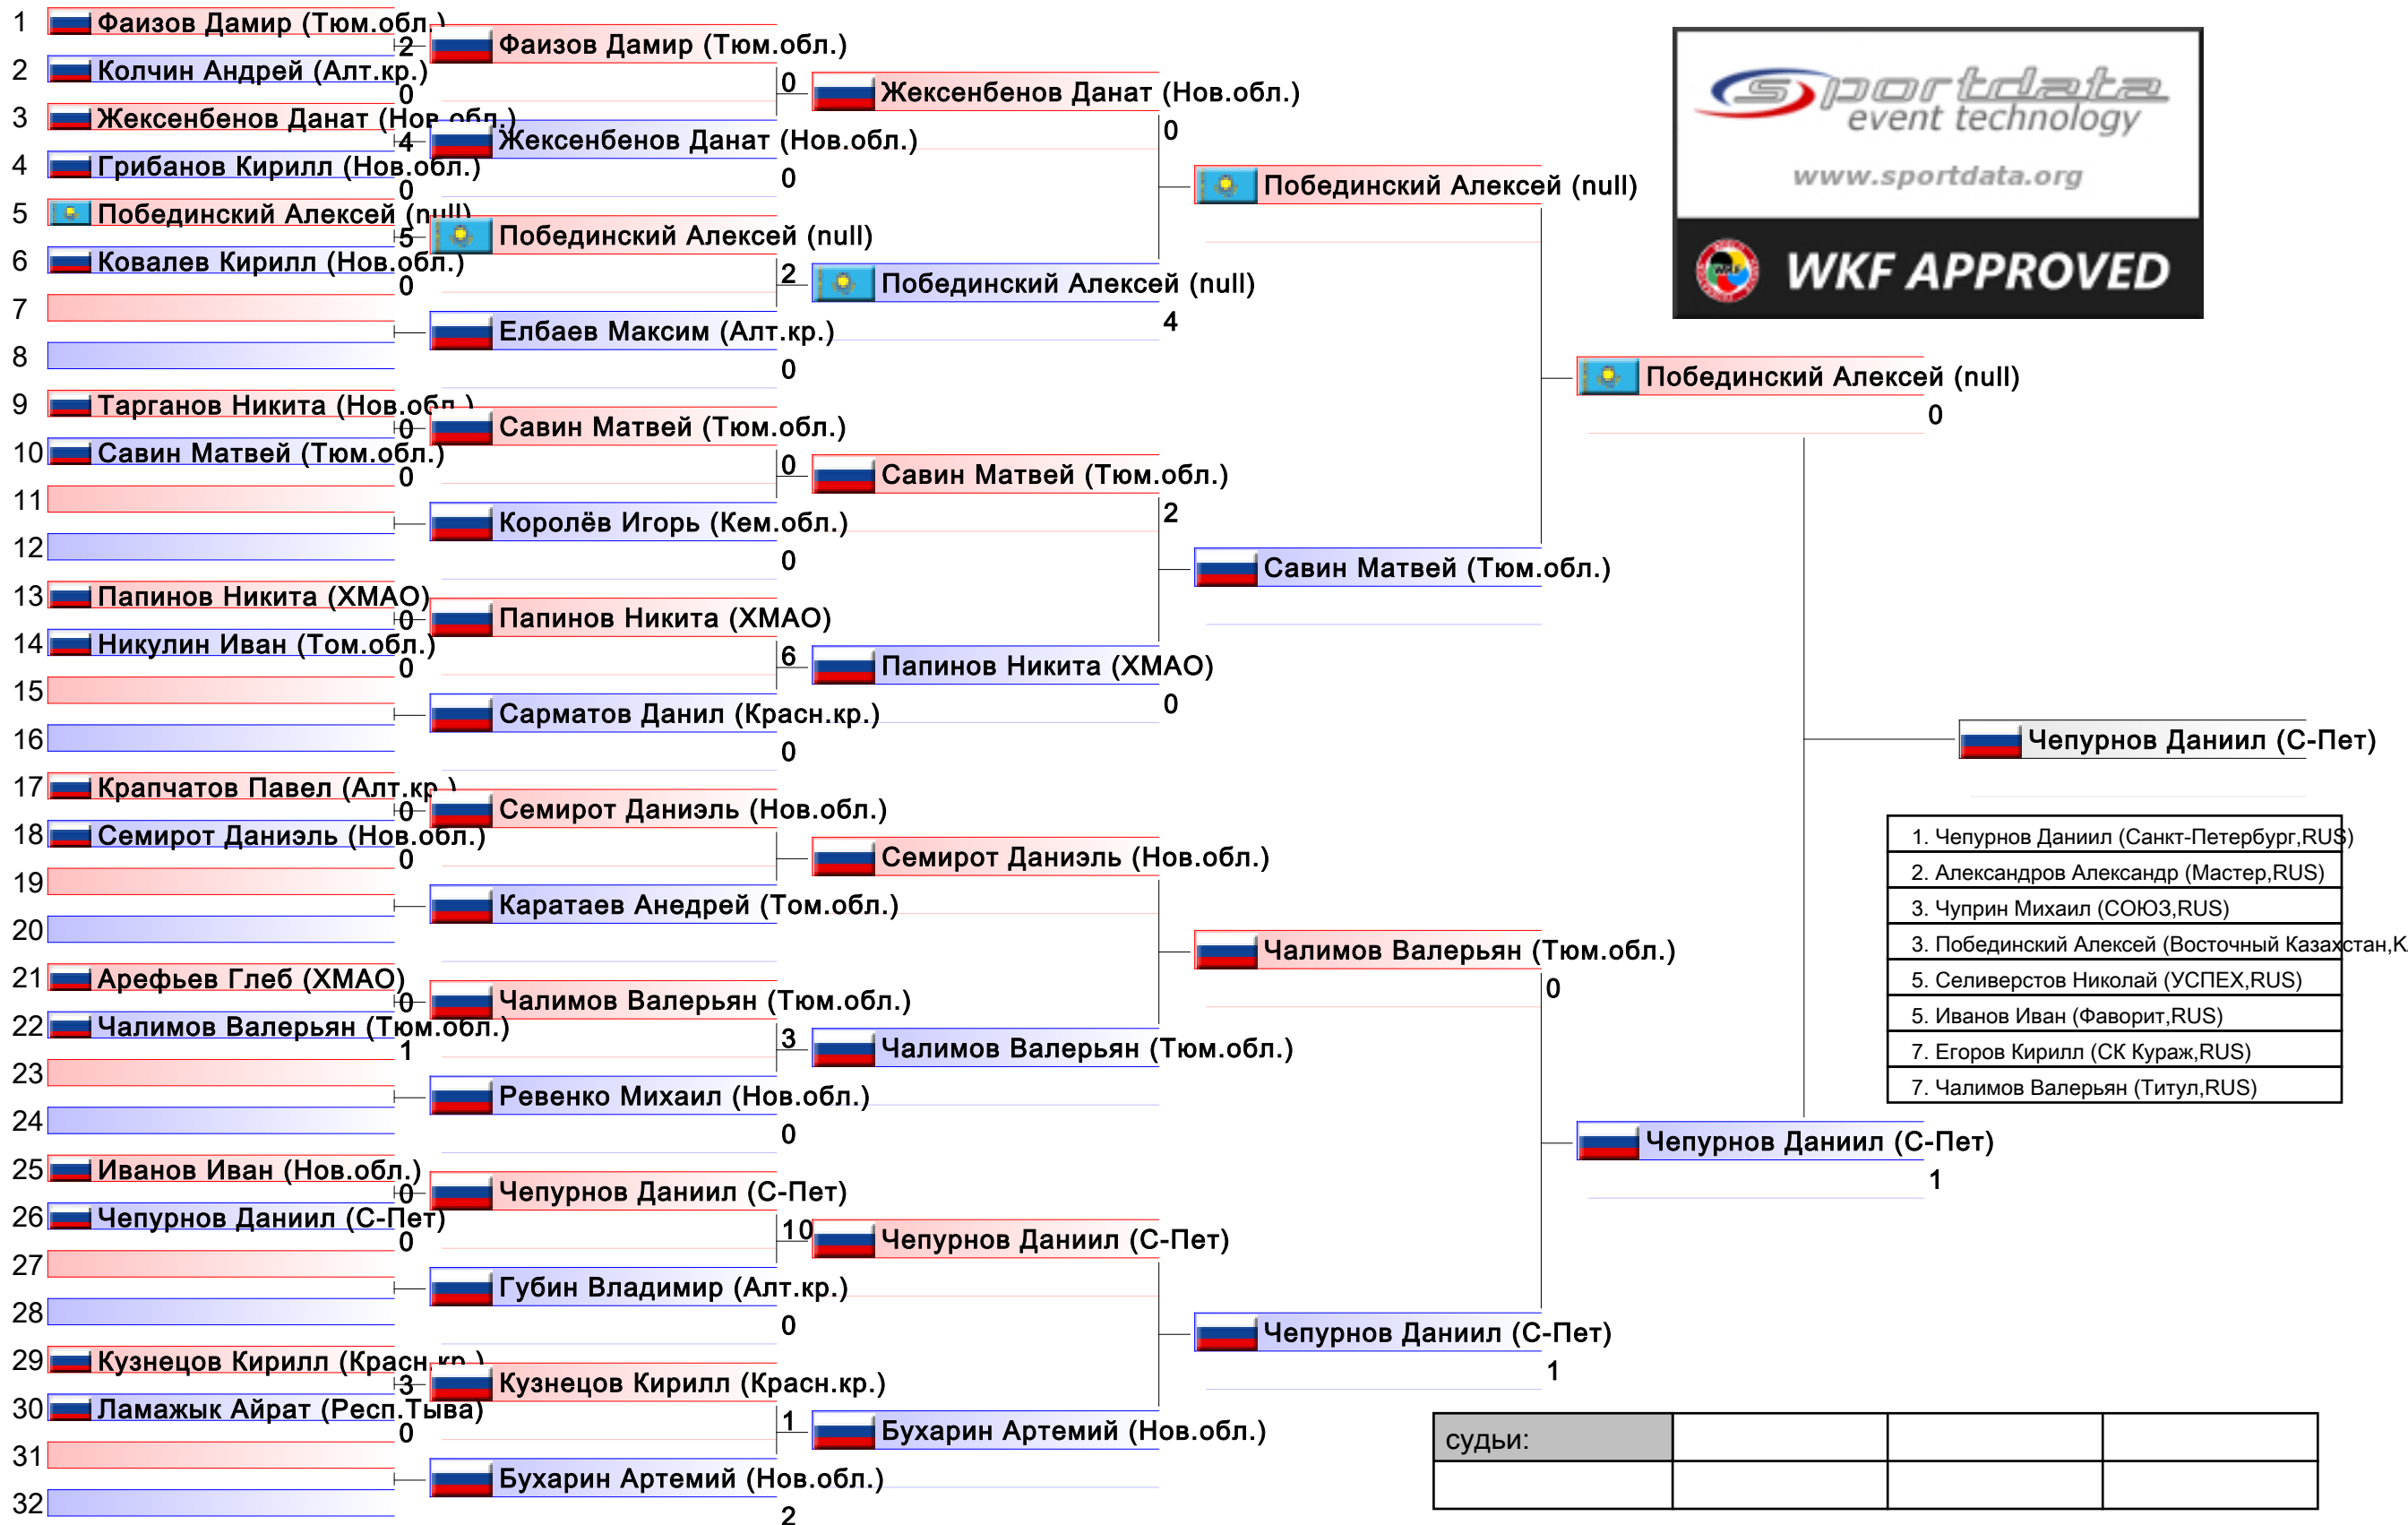 1 Фаизов Дамир (Тюм.обл.)
2
2 Колчин Андрей (Алт.кр.)
0
3 Жексенбенов Данат (Нов.обл.)
4
4 Грибанов Кирилл (Нов.обл.)
0
5 Побединский Алексей (null)
5
6 Ковалев Кирилл (Нов.обл.)
0
7
8
9 Тарганов Никита (Нов.обл.)
0
10 Савин Матвей (Тюм.обл.)
0
11
12
13 Папинов Никита (ХМАО)
0
14 Никулин Иван (Том.обл.)
0
15
16
17 Крапчатов Павел (Алт.кр.)
0
18 Семирот Даниэль (Нов.обл.)
0
19
20
21 Арефьев Глеб (ХМАО)
0
22 Чалимов Валерьян (Тюм.обл.)
1
23
24
25 Иванов Иван (Нов.обл.)
0
26 Чепурнов Даниил (С-Пет)
0
27
28
29 Кузнецов Кирилл (Красн.кр.)
3
30 Ламажык Айрат (Респ.Тыва)
0
31
32
Фаизов Дамир (Тюм.обл.)
0
Жексенбенов Данат (Нов.обл.)
0
Побединский Алексей (null)
2
Елбаев Максим (Алт.кр.)
0
Савин Матвей (Тюм.обл.)
0
Королёв Игорь (Кем.обл.)
0
Папинов Никита (ХМАО)
6
Сарматов Данил (Красн.кр.)
0
Семирот Даниэль (Нов.обл.)
Каратаев Анедрей (Том.обл.)
Чалимов Валерьян (Тюм.обл.)
3
Ревенко Михаил (Нов.обл.)
0
Чепурнов Даниил (С-Пет)
10
Губин Владимир (Алт.кр.)
0
Кузнецов Кирилл (Красн.кр.)
1
Бухарин Артемий (Нов.обл.)
2
Жексенбенов Данат (Нов.обл.)
0
Побединский Алексей (null)
4
Савин Матвей (Тюм.обл.)
2
Папинов Никита (ХМАО)
0
Семирот Даниэль (Нов.обл.)
Чалимов Валерьян (Тюм.обл.)
Чепурнов Даниил (С-Пет)
Бухарин Артемий (Нов.обл.)
Побединский Алексей (null)
Савин Матвей (Тюм.обл.)
Чалимов Валерьян (Тюм.обл.)
0
Чепурнов Даниил (С-Пет)
1
Побединский Алексей (null)
0
Чепурнов Даниил (С-Пет)
1
Чепурнов Даниил (С-Пет)
sportdata
event technology
www.sportdata.org
WKF
WKF APPROVED
1. Чепурнов Даниил (Санкт-Петербург,RUS)
2. Александров Александр (Мастер,RUS)
3. Чуприн Михаил (СОЮЗ,RUS)
3. Побединский Алексей (Восточный Казахстан,K
5. Селиверстов Николай (УСПЕХ,RUS)
5. Иванов Иван (Фаворит,RUS)
7. Егоров Кирилл (СК Кураж,RUS)
7. Чалимов Валерьян (Титул,RUS)
судьи: